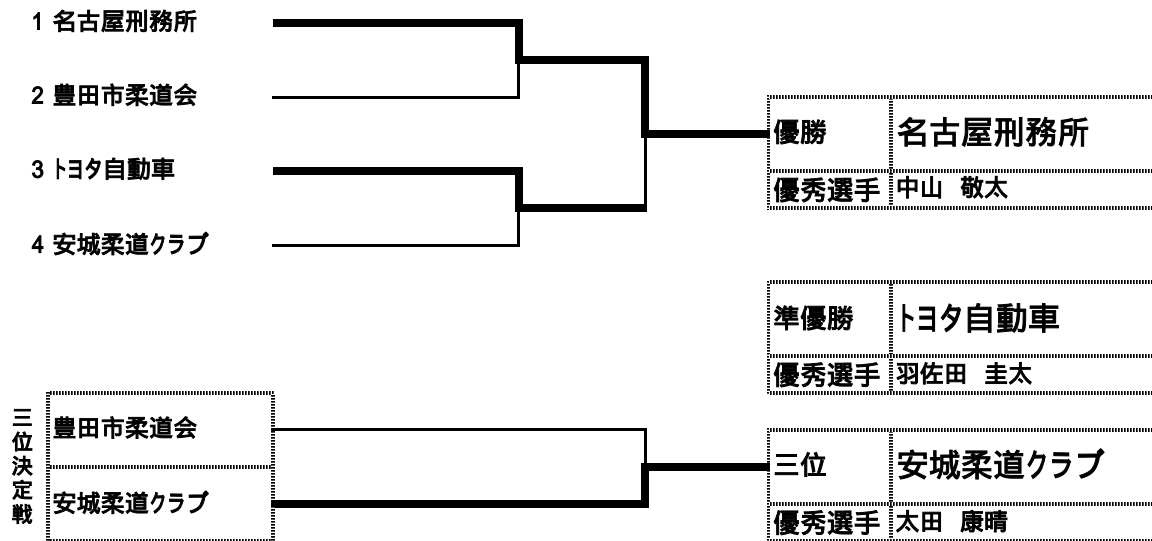 1 名古屋刑務所
2 豊田市柔道会
3 トヨタ自動車
4 安城柔道クラブ
優勝 名古屋刑務所
優秀選手 中山 敬太
準優勝 トヨタ自動車
優秀選手 羽佐田 圭太
三位決定戦
豊田市柔道会
安城柔道クラブ
三位 安城柔道クラブ
優秀選手 太田 康晴